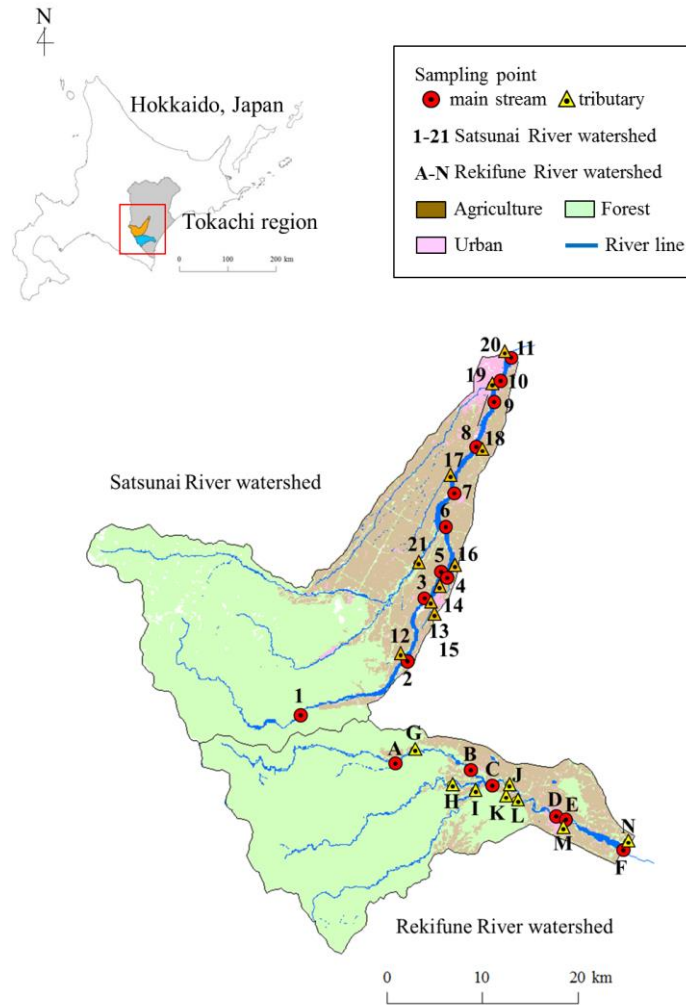 N
Hokkaido, Japan
Tokachi region
0 100 200 km
Sampling point
main stream tributary
1-21 Satsunai River watershed
A-N Rekifune River watershed
Agriculture Forest
Urban River line
20
11
19
10
9
8
18
17
Satsunai River watershed
7
6
21
5
16
3
4
14
12
13
15
2
1
G
A
B
C
J
H
I
K
L
D
E
M
N
F
Rekifune River watershed
0 10 20 km